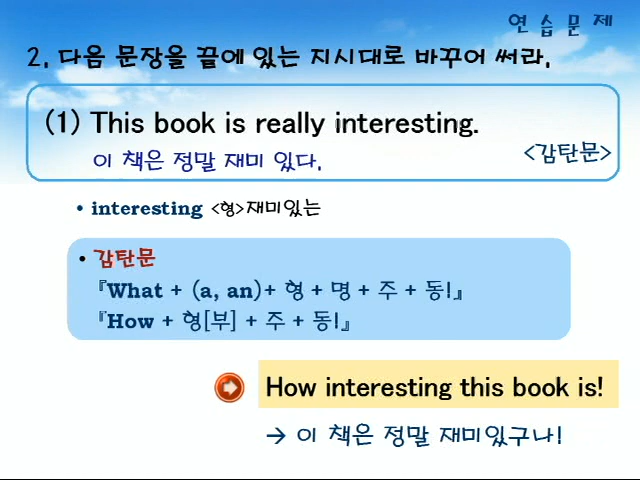 연 습 문 제
2. 다음 문장을 끝에 있는 지시대로 바꾸어 써라.
(1) This book is really interesting.
이 책은 정말 재미 있다.
<감탄문>
• interesting <형>재미있는
• 감탄문
『What + (a, an)+ 형 + 명 + 주 + 동!』
『How + 형[부] + 주 + 동!』
How interesting this book is!
→ 이 책은 정말 재미있구나!